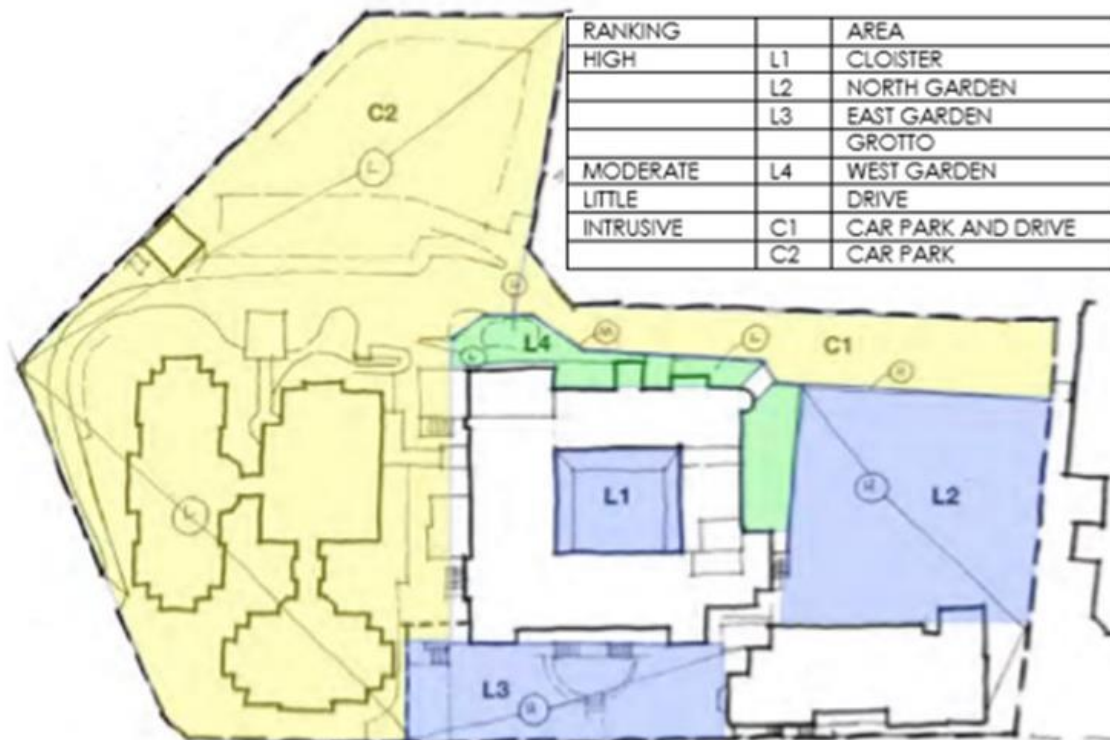 RANKING AREA
HIGH L1 CLOISTER
L2 NORTH GARDEN
L3 EAST GARDEN
GROTTO
MODERATE L4 WEST GARDEN
LITTLE DRIVE
INTRUSIVE C1 CAR PARK AND DRIVE
C2 CAR PARK
C2
L
L4
C1
L1
L2
L3